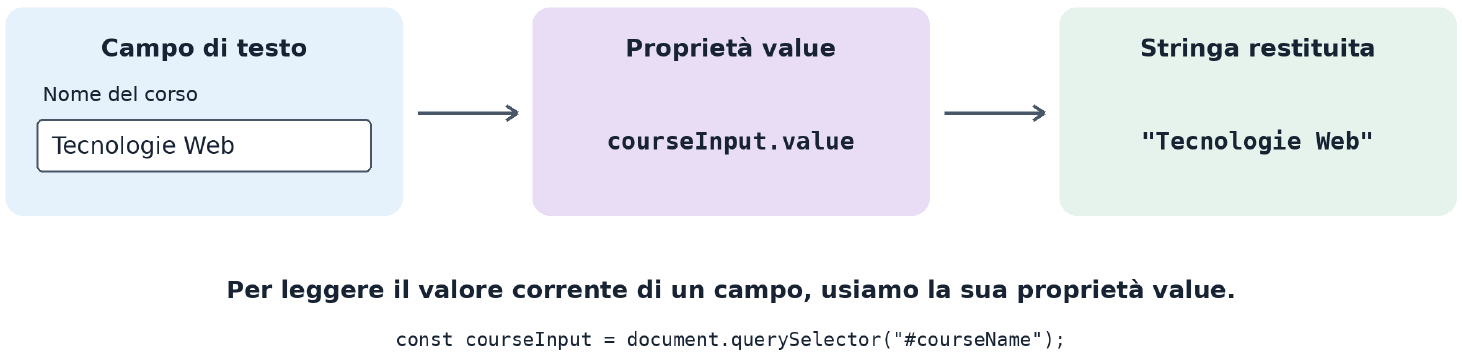 Campo di testo
Nome del corso
Tecnologie Web
Proprietà value
courseInput.value
Stringa restituita
"Tecnologie Web"
Per leggere il valore corrente di un campo, usiamo la sua proprietà value.
const courseInput = document.querySelector("#courseName");